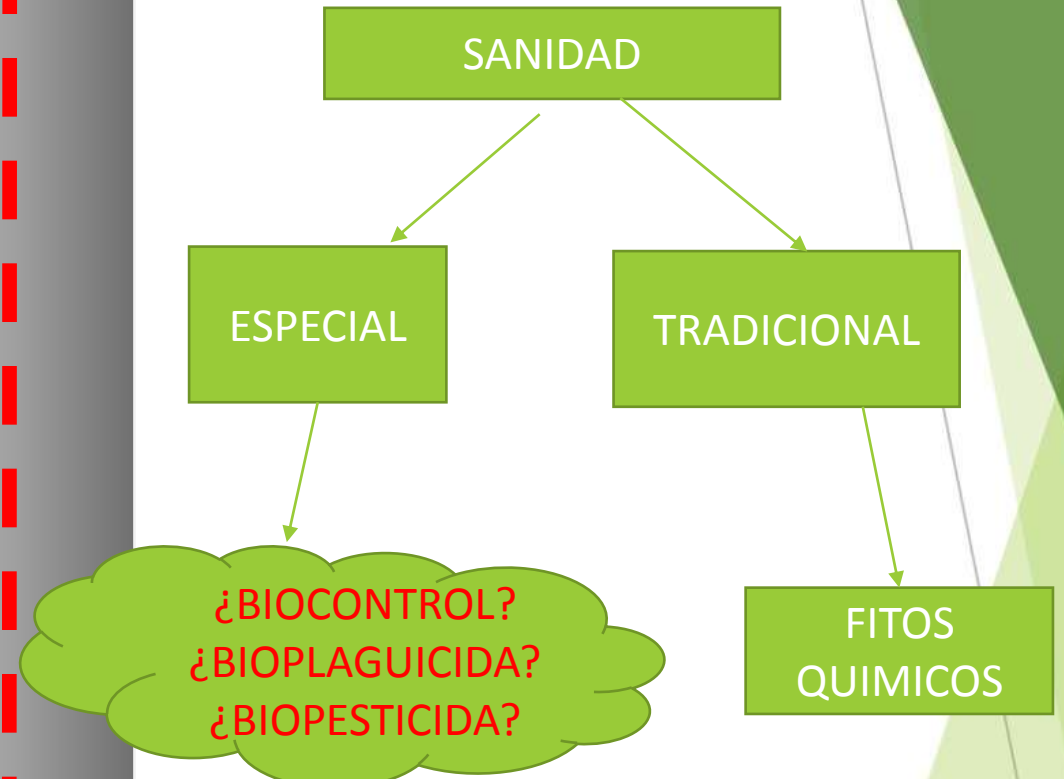 SANIDAD
ESPECIAL
TRADICIONAL
¿BIOCONTROL?
¿BIOPLAGUICIDA?
¿BIOPESTICIDA?
FITOS
QUIMICOS